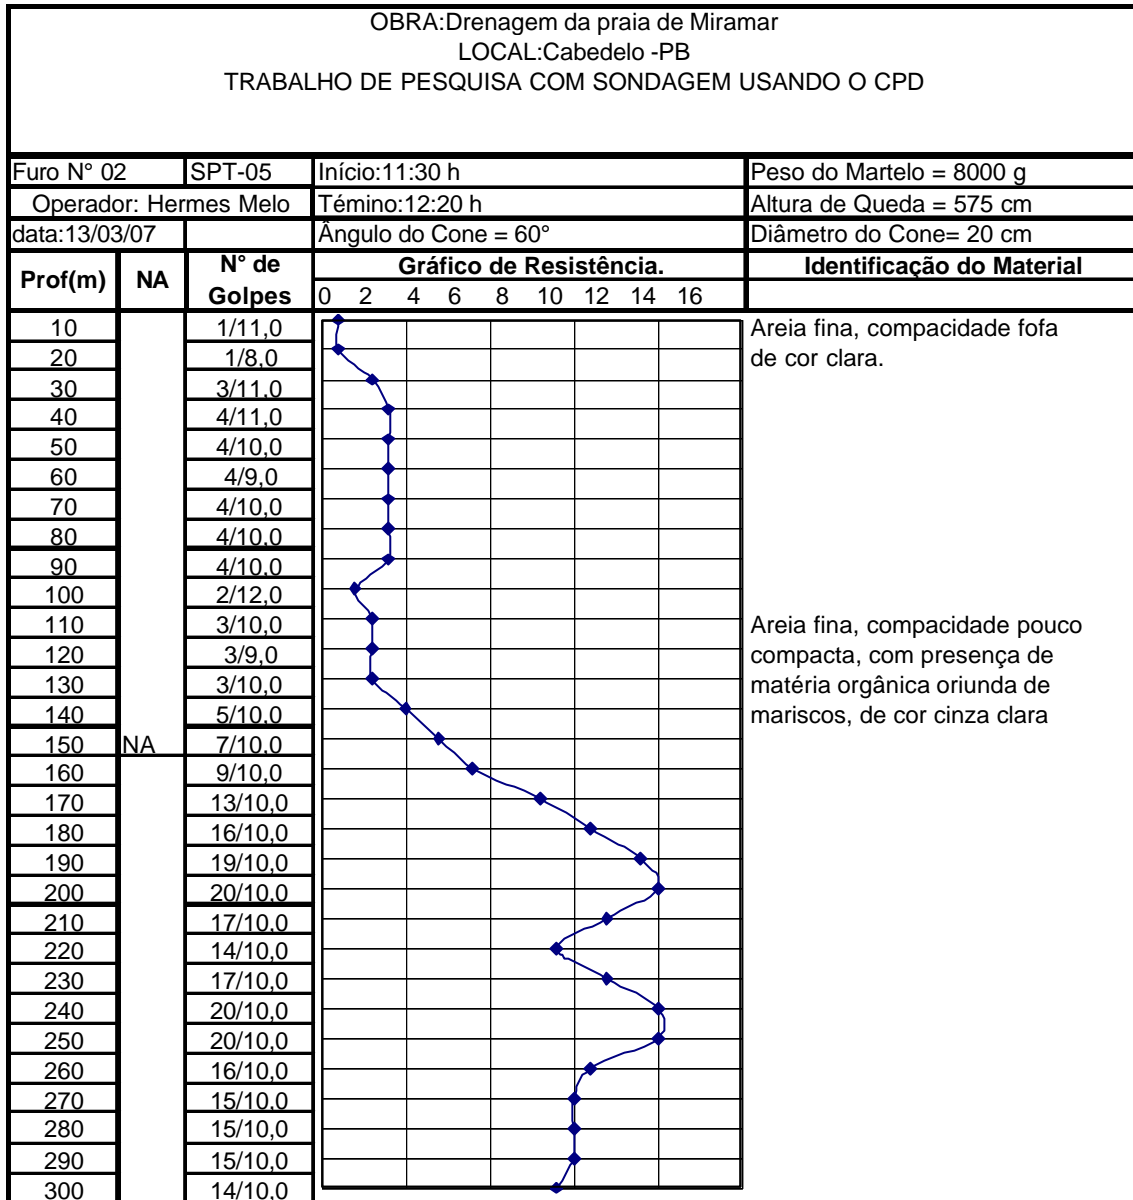 OBRA:Drenagem da praia de Miramar
LOCAL:Cabedelo -PB
TRABALHO DE PESQUISA COM SONDAGEM USANDO O CPD
Furo N° 02 SPT-05 Início:11:30 h Peso do Martelo = 8000 g
Operador: Hermes Melo Témino:12:20 h Altura de Queda = 575 cm
data:13/03/07 Ângulo do Cone = 60° Diâmetro do Cone= 20 cm
Prof(m) NA N° de Golpes Gráfico de Resistência. Identificação do Material
0 2 4 6 8 10 12 14 16
10 1/11,0 Areia fina, compacidade fofa
20 1/8,0 de cor clara.
30 3/11,0
40 4/11,0
50 4/10,0
60 4/9,0
70 4/10,0
80 4/10,0
90 4/10,0
100 2/12,0
110 3/10,0 Areia fina, compacidade pouco
120 3/9,0 compacta, com presença de
130 3/10,0 matéria orgânica oriunda de
140 5/10,0 mariscos, de cor cinza clara
150 NA 7/10,0
160 9/10,0
170 13/10,0
180 16/10,0
190 19/10,0
200 20/10,0
210 17/10,0
220 14/10,0
230 17/10,0
240 20/10,0
250 20/10,0
260 16/10,0
270 15/10,0
280 15/10,0
290 15/10,0
300 14/10,0